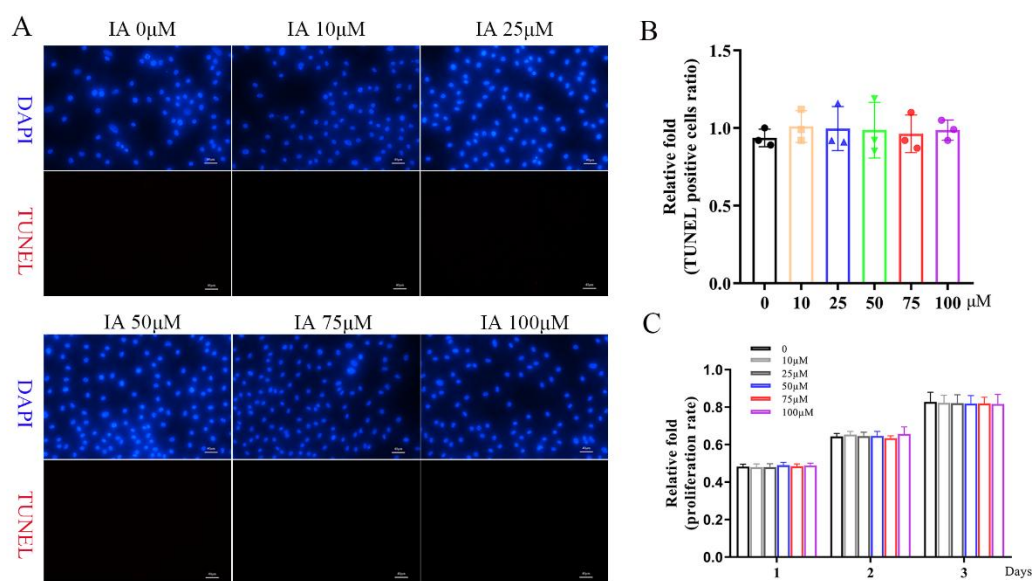 A
IA 0μM
IA 10μM
IA 25μM
DAPI
TUNEL
IA 50μM
IA 75μM
IA 100μM
DAPI
TUNEL
B
Relative fold
(TUNEL positive cells ratio)
1.5
1.0
0.5
0.0
0 10 25 50 75 100 μM
C
Relative fold
(proliferation rate)
1.0
0.8
0.6
0.4
0.2
0.0
0
10μM
25μM
50μM
75μM
100μM
1 2 3 Days